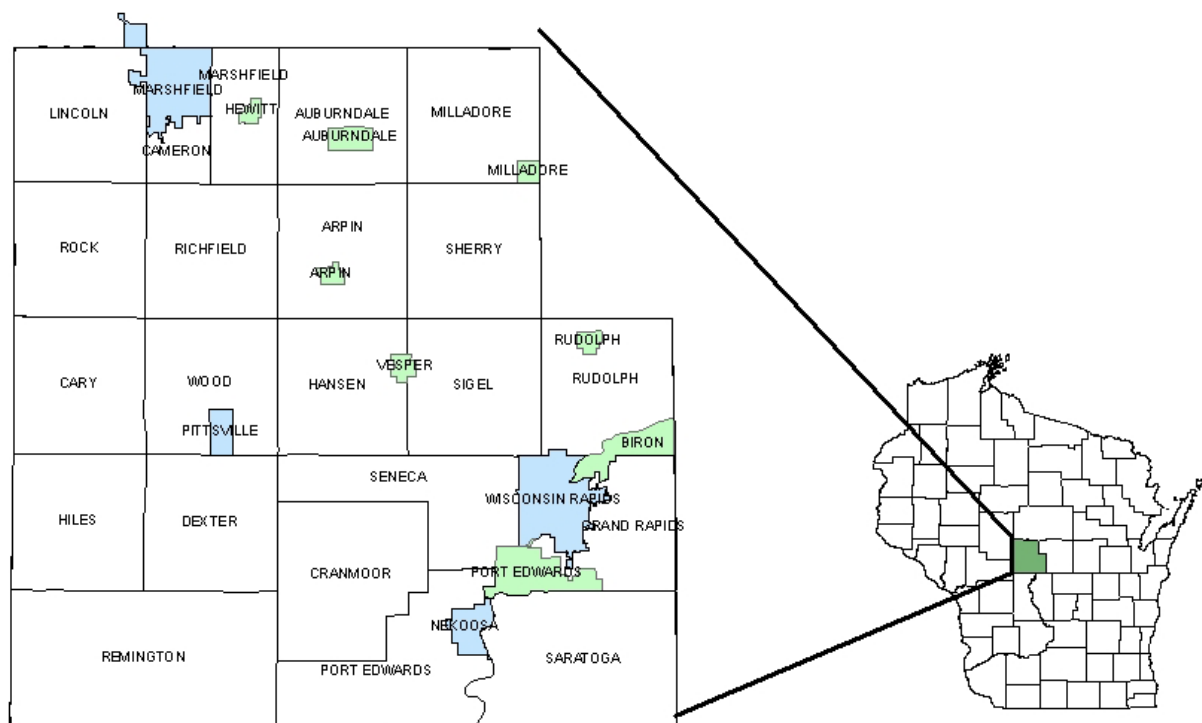 MARSHFIELD
MARSHFIELD
LINCOLN
HEWITT
AUBURNDALE
MILLADORE
AUBURNDALE
CAMERON
MILLADORE
ARPIN
ROCK
RICHFIELD
SHERRY
ARPIN
RUDOLPH
VESPER
CARY
WOOD
HANSEN
SIGEL
RUDOLPH
PITTSVILLE
BIRON
SENECA
WISCONSIN RAPIDS
HILES
DEXTER
GRAND RAPIDS
CRANMOOR
PORT EDWARDS
NEKOOSA
REMINGTON
PORT EDWARDS
SARATOGA